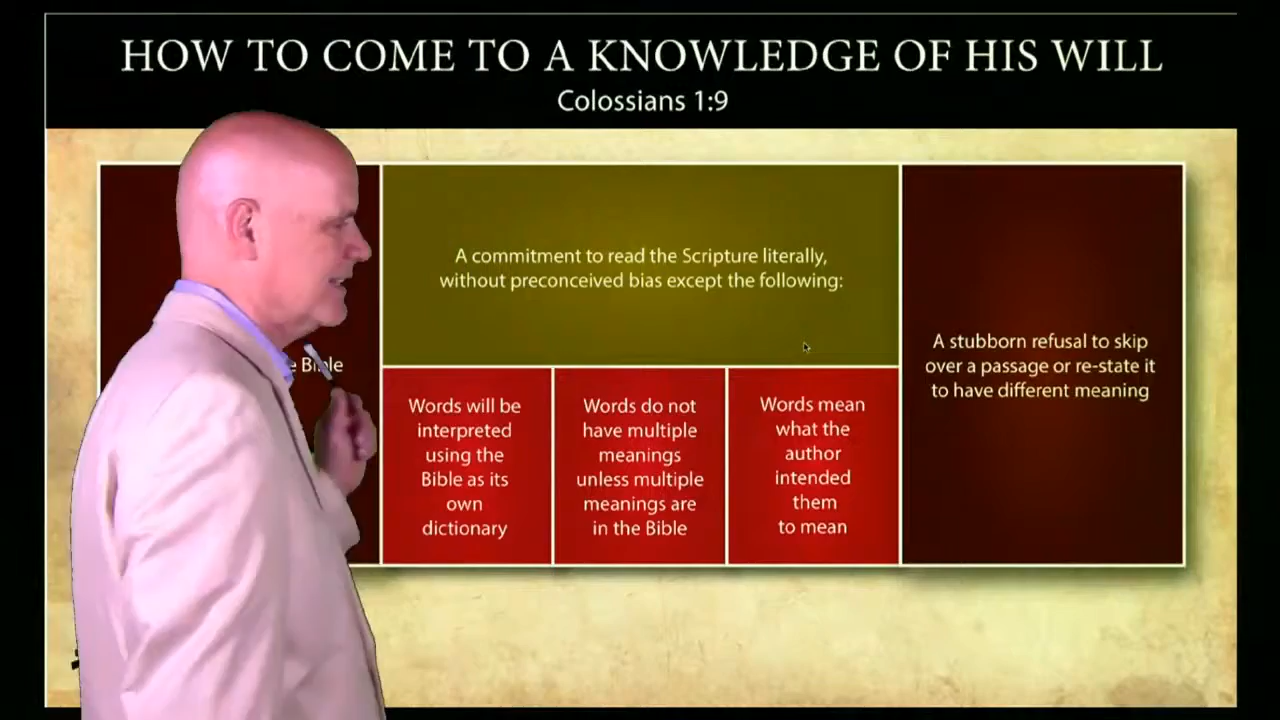 HOW TO COME TO A KNOWLEDGE OF HIS WILL
Colossians 1:9
Bible
A commitment to read the Scripture literally,
without preconceived bias except the following:
Words will be
interpreted
using the
Bible as its
own
dictionary
Words do not
have multiple
meanings
unless multiple
meanings are
in the Bible
Words mean
what the
author
intended
them
to mean
A stubborn refusal to skip
over a passage or re-state it
to have different meaning